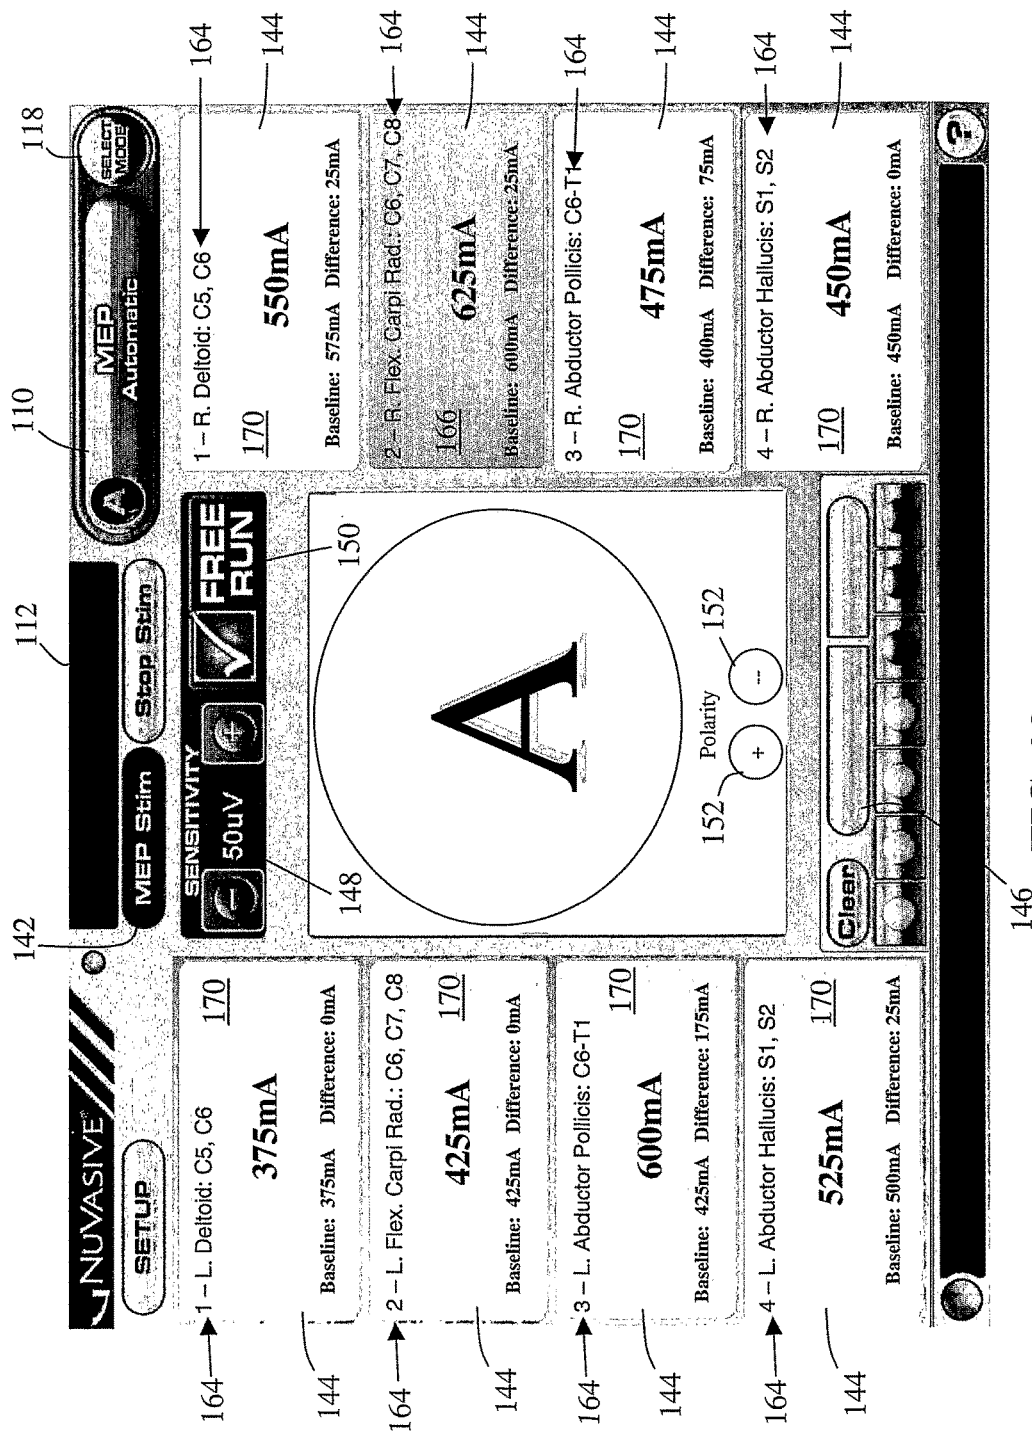 110
118
112
142
NUVASIVE
SETUP
MEP Stim
Stop Stim
A
MEP
Automatic
SELECT
MODE
SENSITIVITY
50uV
FREE
RUN
148
150
164
1 – L. Deltoid: C5, C6
170
375mA
Baseline: 375mA Difference: 0mA
144
164
2 – L. Flex. Carpi Rad.: C6, C7, C8
170
425mA
Baseline: 425mA Difference: 0mA
144
164
3 – L. Abductor Pollicis: C6-T1
170
600mA
Baseline: 425mA Difference: 175mA
144
164
4 – L. Abductor Hallucis: S1, S2
170
525mA
Baseline: 500mA Difference: 25mA
144
A
Polarity
152
+
--
152
Clear
146
1 – R. Deltoid: C5, C6
164
170
550mA
Baseline: 575mA Difference: 25mA
144
2 – R. Flex. Carpi Rad.: C6, C7, C8
164
166
625mA
Baseline: 600mA Difference: 25mA
144
3 – R. Abductor Pollicis: C6-T1
164
170
475mA
Baseline: 400mA Difference: 75mA
144
4 – R. Abductor Hallucis: S1, S2
164
170
450mA
Baseline: 450mA Difference: 0mA
144
?